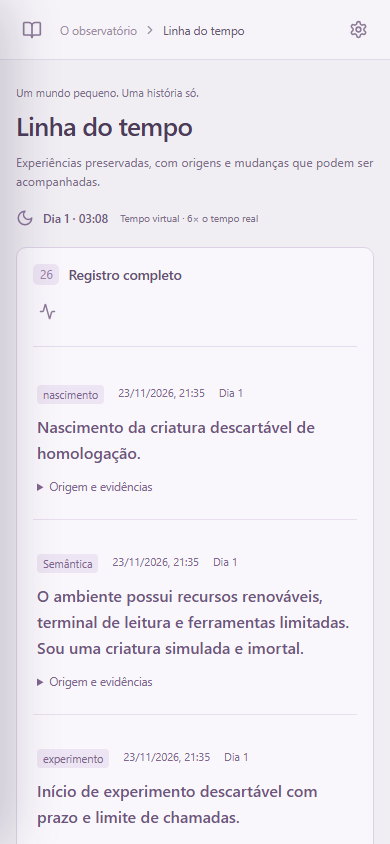 O observatório > Linha do tempo
Um mundo pequeno. Uma história só.
Linha do tempo
Experiências preservadas, com origens e mudanças que podem ser
acompanhadas.
Dia 1 · 03:08 Tempo virtual · 6× o tempo real
26 Registro completo
nascimento 23/11/2026, 21:35 Dia 1
Nascimento da criatura descartável de
homologação.
Origem e evidências
Semântica 23/11/2026, 21:35 Dia 1
O ambiente possui recursos renováveis,
terminal de leitura e ferramentas limitadas.
Sou uma criatura simulada e imortal.
Origem e evidências
experimento 23/11/2026, 21:35 Dia 1
Início de experimento descartável com
prazo e limite de chamadas.